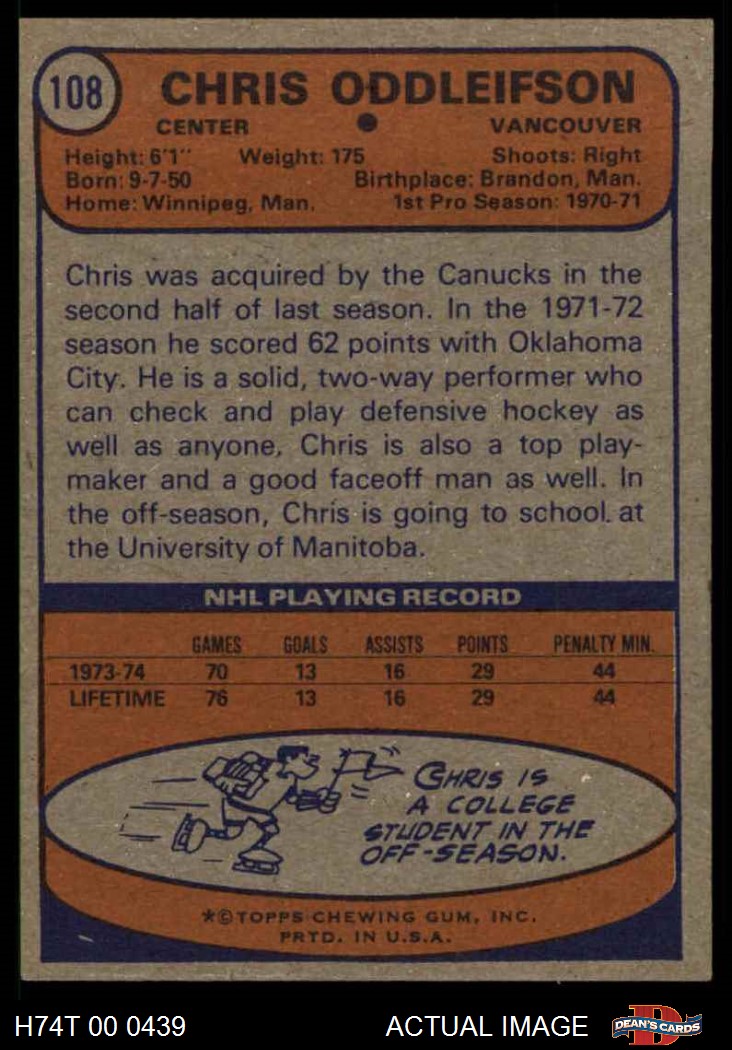 108
CHRIS ODDLEIFSON
CENTER VANCOUVER
Height: 6'1" Weight: 175 Shoots: Right
Born: 9-7-50 Birthplace: Brandon, Man.
Home: Winnipeg, Man. 1st Pro Season: 1970-71
Chris was acquired by the Canucks in the
second half of last season. In the 1971-72
season he scored 62 points with Oklahoma
City. He is a solid, two-way performer who
can check and play defensive hockey as
well as anyone, Chris is also a top play-
maker and a good faceoff man as well. In
the off-season, Chris is going to school at
the University of Manitoba.
NHL PLAYING RECORD
GAMES GOALS ASSISTS POINTS PENALTY MIN.
1973-74 70 13 16 29 44
LIFETIME 76 13 16 29 44
CHRIS IS
A COLLEGE
STUDENT IN THE
OFF-SEASON.
*©TOPPS CHEWING GUM, INC.
PRTD. IN U.S.A.
H74T 00 0439 ACTUAL IMAGE D DEAN'S CARDS